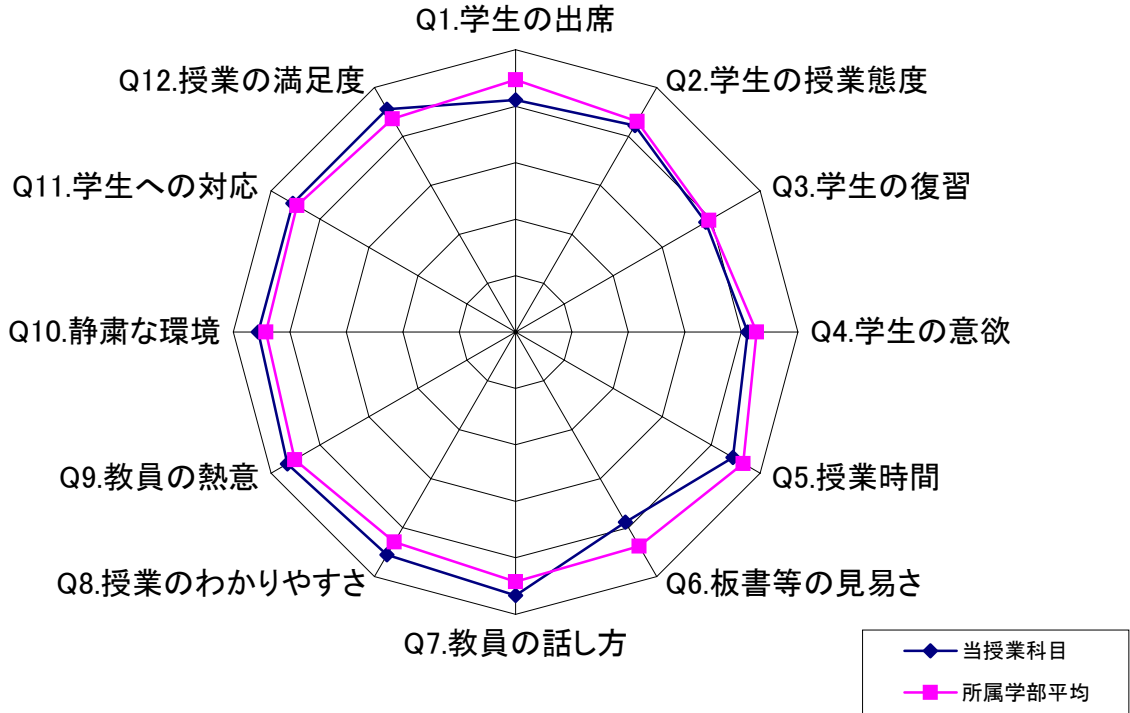 Q1.学生の出席
Q2.学生の授業態度
Q3.学生の復習
Q4.学生の意欲
Q5.授業時間
Q6.板書等の見易さ
Q7.教員の話し方
Q8.授業のわかりやすさ
Q9.教員の熱意
Q10.静粛な環境
Q11.学生への対応
Q12.授業の満足度
当授業科目
所属学部平均